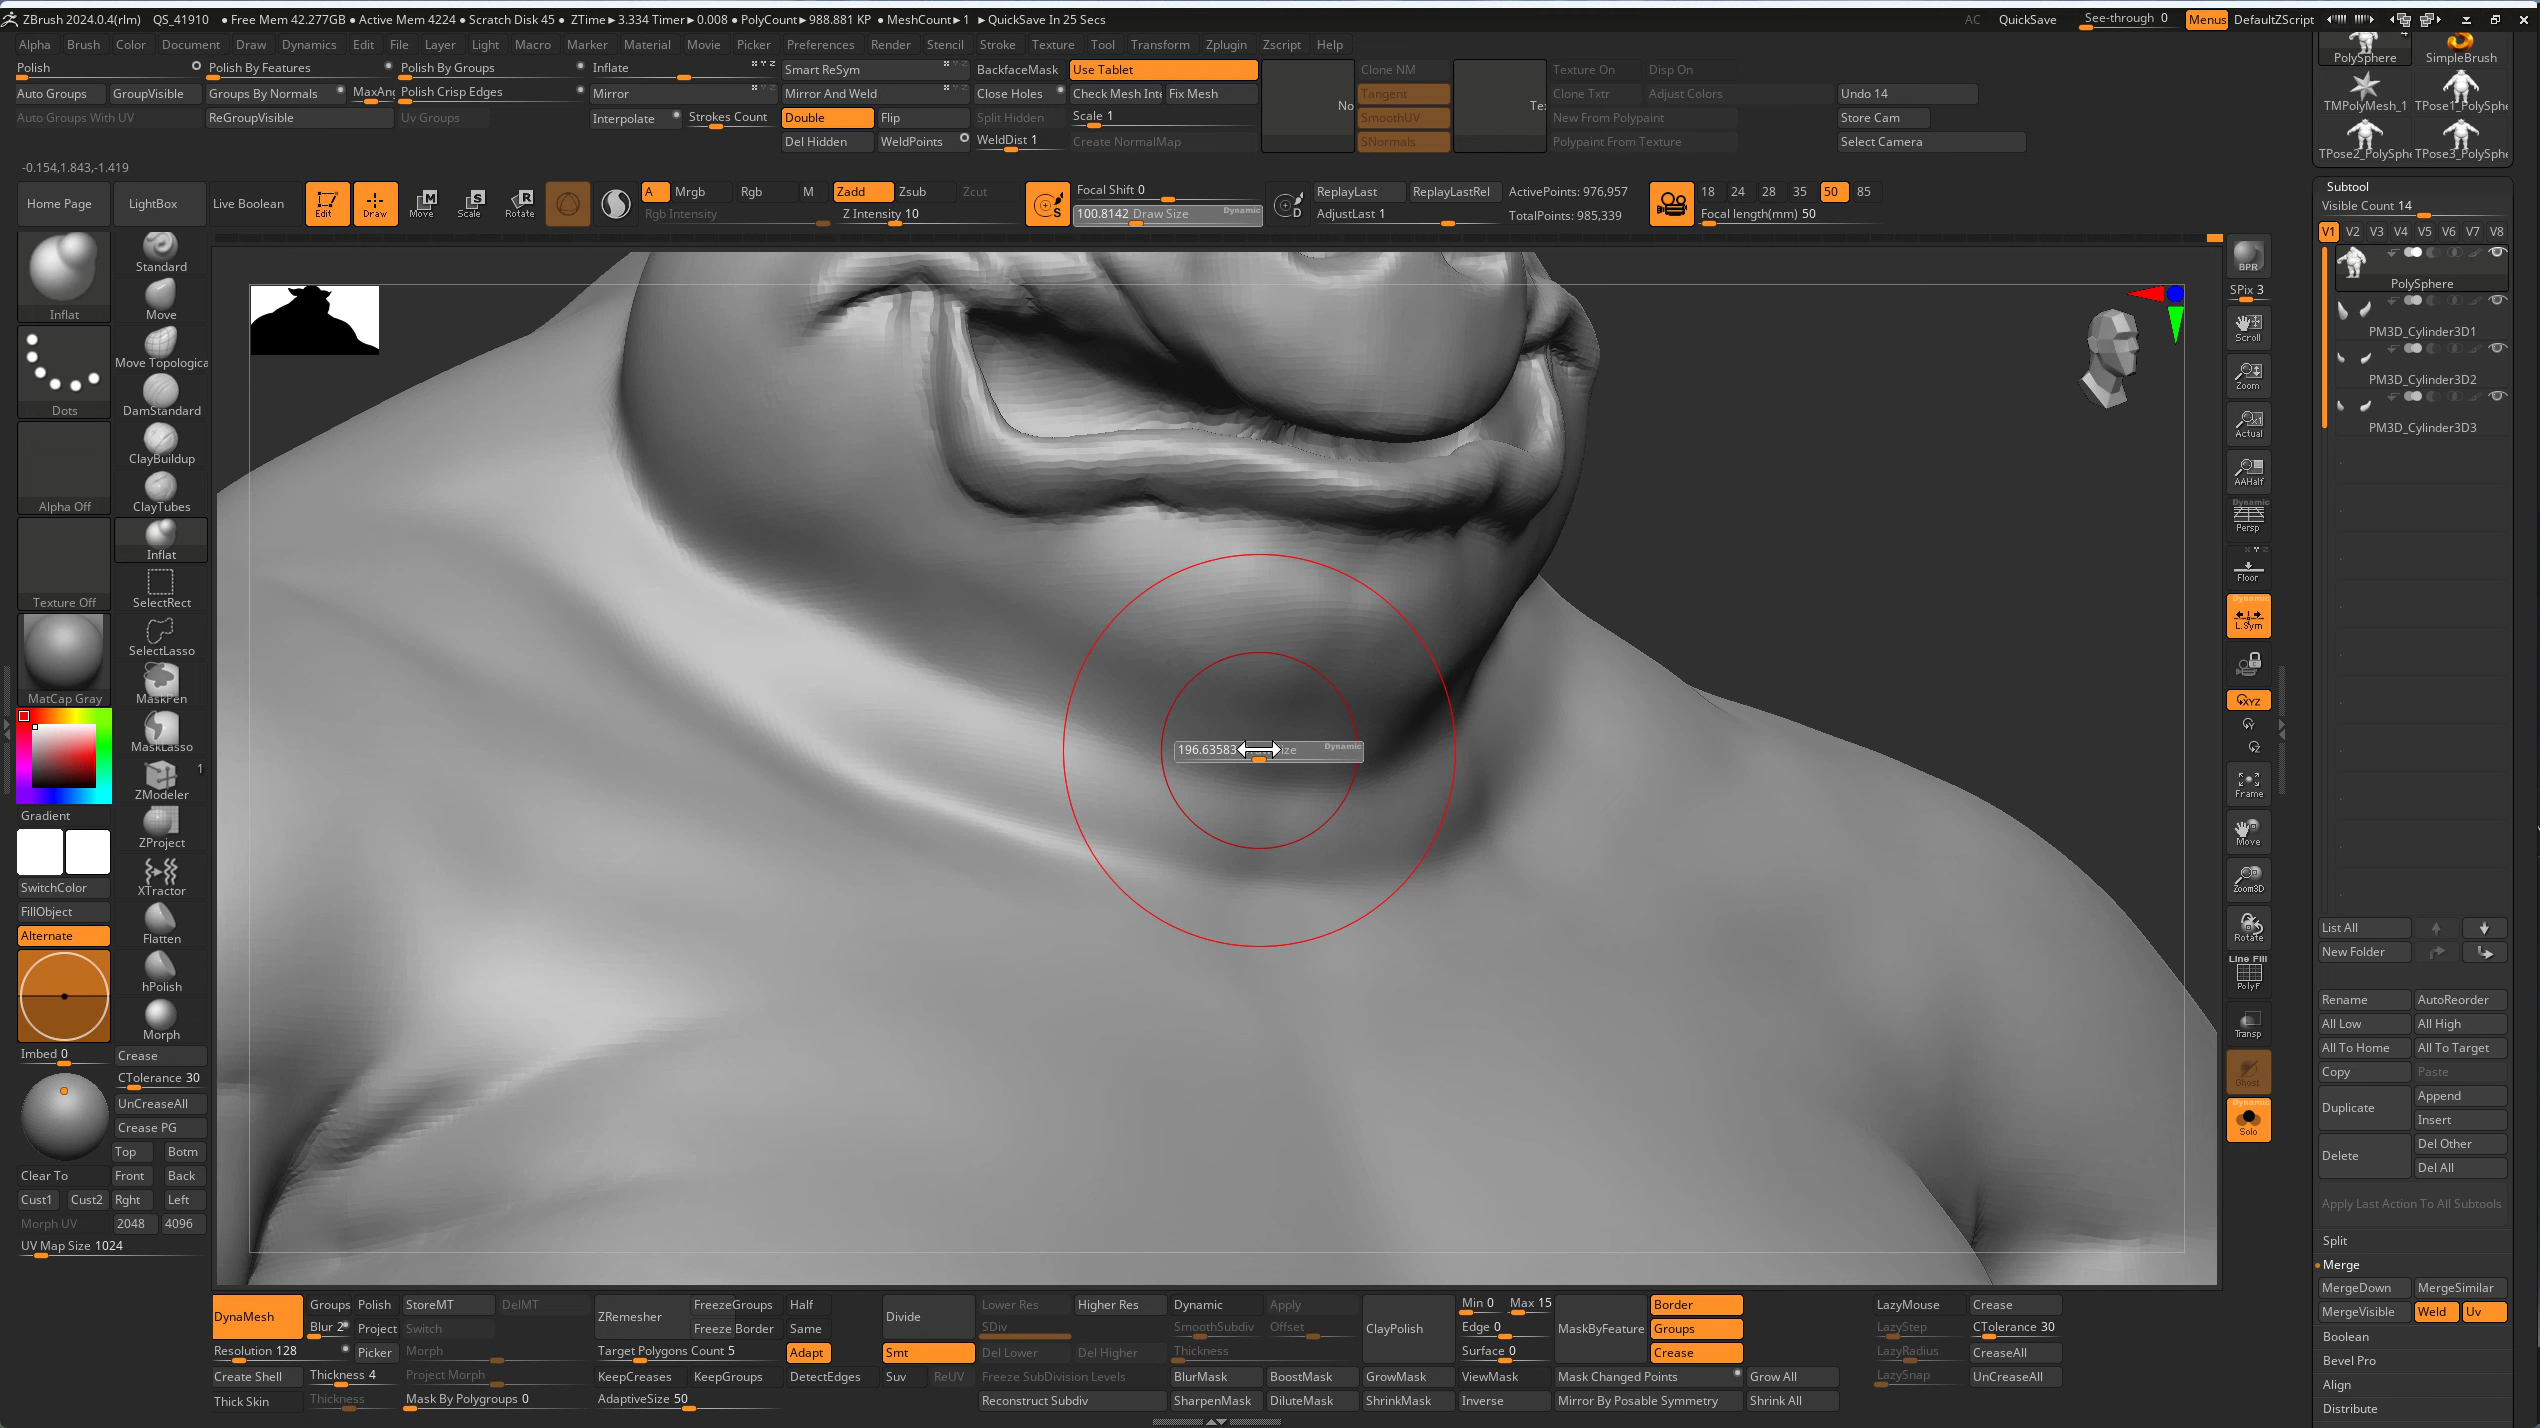 ZBrush 2024.0.4(rlm) QS_41910 ● Free Mem 42.277GB ● Active Mem 4224 ● Scratch Disk 45 ● ZTime►3.334 Timer►0.008 ● PolyCount►988.881 KP ● MeshCount►1 ►QuickSave In 25 Secs AC QuickSave See-through 0 Menus DefaultZScript
Alpha Brush Color Document Draw Dynamics Edit File Layer Light Macro Marker Material Movie Picker Preferences Render Stencil Stroke Texture Tool Transform Zplugin Zscript Help
Polish Polish By Features Polish By Groups Inflate Smart ReSym BackfaceMask Use Tablet Clone NM Texture On Disp On
Auto Groups GroupVisible Groups By Normals MaxAn Polish Crisp Edges Mirror Mirror And Weld Close Holes Check Mesh Int Fix Mesh No Tangent Te: Clone Txtr Adjust Colors Undo 14
Auto Groups With UV ReGroupVisible Uv Groups Interpolate Strokes Count Double Flip Split Hidden Scale 1 SmoothUV New From Polypaint Store Cam
Del Hidden WeldPoints WeldDist 1 Create NormalMap SNormals Polypaint From Texture Select Camera
-0.154,1.843,-1.419
Home Page LightBox Live Boolean Edit Draw Move Scale Rotate A Mrgb Rgb M Zadd Zsub Zcut Focal Shift 0 ReplayLast ReplayLastRel ActivePoints: 976,957 18 24 28 35 50 85
Rgb Intensity Z Intensity 10 S 100.8142 Draw Size Dynamic D AdjustLast 1 TotalPoints: 985,339 Focal length(mm) 50
Inflat
Dots
Alpha Off
Texture Off
MatCap Gray
Gradient
SwitchColor
FillObject
Alternate
Imbed 0 Crease
CTolerance 30
UnCreaseAll
Crease PG
Top Botm
Clear To Front Back
Cust1 Cust2 Rght Left
Morph UV 2048 4096
UV Map Size 1024
Standard
Move
Move Topologica
DamStandard
ClayBuildup
ClayTubes
Inflat
SelectRect
SelectLasso
MaskPen
MaskLasso
1
ZModeler
ZProject
XTractor
Flatten
hPolish
Morph
196.63583 ize Dynamic
BPR
SPix 3
Scroll
Zoom
Actual
AAHalf
Dynamic
Persp
Floor
Dynamic
L.Sym
XYZ
Y
Z
Frame
Move
Zoom3D
Rotate
Line Fill
PolyF
Transp
Ghost
Dynamic
Solo
4
PolySphere SimpleBrush
TMPolyMesh_1 TPose1_PolySphe
TPose2_PolySphe TPose3_PolySphe
Subtool
Visible Count 14
V1 V2 V3 V4 V5 V6 V7 V8
PolySphere
PM3D_Cylinder3D1
PM3D_Cylinder3D2
PM3D_Cylinder3D3
List All
New Folder
Rename AutoReorder
All Low All High
All To Home All To Target
Copy Paste
Duplicate Append
Insert
Delete Del Other
Del All
Apply Last Action To All Subtools
Split
Merge
MergeDown MergeSimilar
MergeVisible Weld Uv
Boolean
Bevel Pro
Align
Distribute
DynaMesh Groups Polish StoreMT DelMT ZRemesher FreezeGroups Half Divide Lower Res Higher Res Dynamic Apply ClayPolish Min 0 Max 15 MaskByFeature Border LazyMouse Crease
Blur 2 Project Switch Freeze Border Same SDiv SmoothSubdiv Offset Edge 0 Groups LazyStep CTolerance 30
Resolution 128 Picker Morph Target Polygons Count 5 Adapt Smt Del Lower Del Higher Thickness Surface 0 Crease LazyRadius CreaseAll
Create Shell Thickness 4 Project Morph KeepCreases KeepGroups DetectEdges Suv ReUV Freeze SubDivision Levels BlurMask BoostMask GrowMask ViewMask Mask Changed Points Grow All LazySnap UnCreaseAll
Thick Skin Thickness Mask By Polygroups 0 AdaptiveSize 50 Reconstruct Subdiv SharpenMask DiluteMask ShrinkMask Inverse Mirror By Posable Symmetry Shrink All